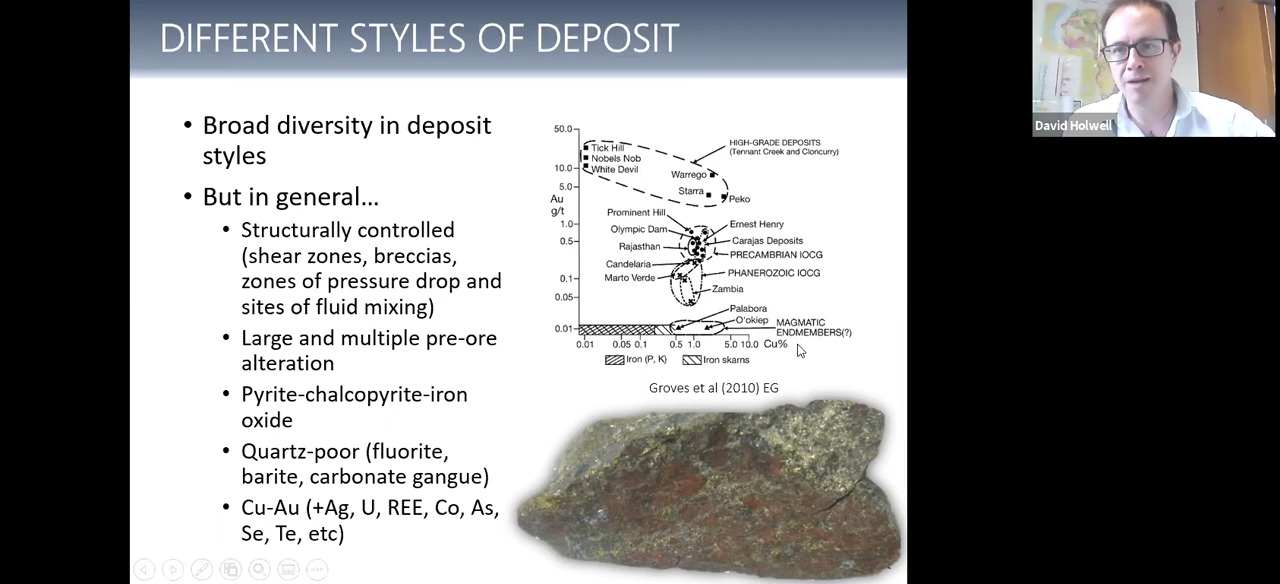 DIFFERENT STYLES OF DEPOSIT
• Broad diversity in deposit
styles
• But in general...
• Structurally controlled
(shear zones, breccias,
zones of pressure drop and
sites of fluid mixing)
• Large and multiple pre-ore
alteration
• Pyrite-chalcopyrite-iron
oxide
• Quartz-poor (fluorite,
barite, carbonate gangue)
• Cu-Au (+Ag, U, REE, Co, As,
Se, Te, etc)
50.0
10.0
5.0
Au
g/t
1.0
0.5
0.1
0.05
0.01
Tick Hill
Nobels Nob
White Devil
HIGH-GRADE DEPOSITS
(Tennant Creek and Cloncurry)
Warrego
Starra
Peko
Prominent Hill
Olympic Dam
Rajasthan
Candelaria
Marto Verde
Ernest Henry
Carajas Deposits
PRECAMBRIAN IOCG
PHANEROZOIC IOCG
Zambia
Palabora
O'okiep
MAGMATIC
ENDMEMBERS(?)
0.01 0.05 0.1 0.5 1.0 5.0 10.0 Cu%
Iron (P, K) Iron skarns
Groves et al (2010) EG
David Holwell